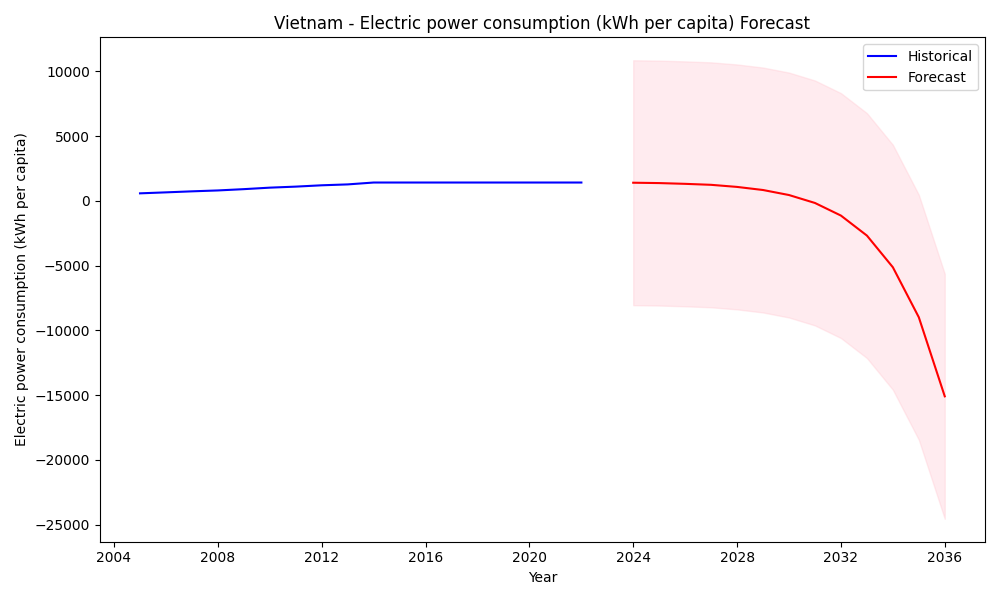 Vietnam - Electric power consumption (kWh per capita) Forecast
Historical
Forecast
Electric power consumption (kWh per capita)
10000
5000
0
−5000
−10000
−15000
−20000
−25000
2004 2008 2012 2016 2020 2024 2028 2032 2036
Year